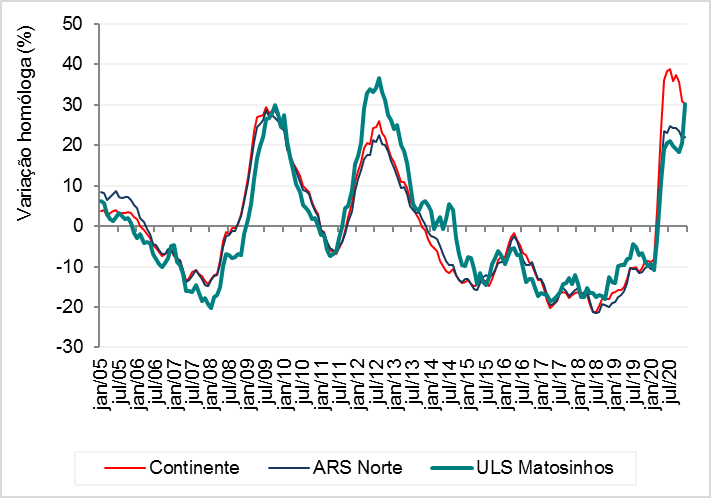 Variação homóloga (%)
50
40
30
20
10
0
-10
-20
-30
jan/05
jul/05
jan/06
jul/06
jan/07
jul/07
jan/08
jul/08
jan/09
jul/09
jan/10
jul/10
jan/11
jul/11
jan/12
jul/12
jan/13
jul/13
jan/14
jul/14
jan/15
jul/15
jan/16
jul/16
jan/17
jul/17
jan/18
jul/18
jan/19
jul/19
jan/20
jul/20
Continente
ARS Norte
ULS Matosinhos